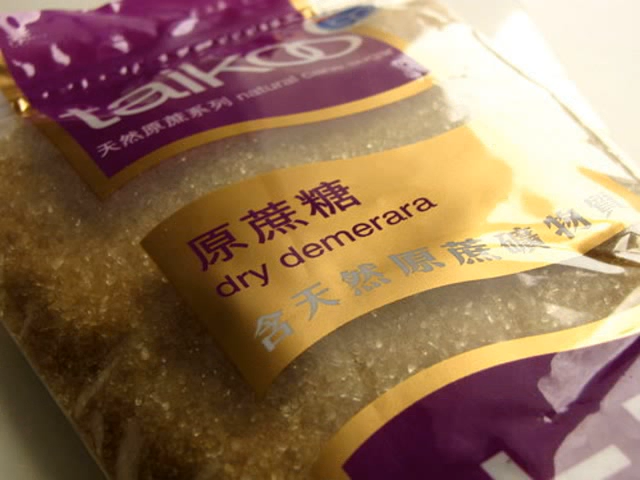 taikoo
天然原蔗系列 natural cane sugar
原蔗糖
dry demerara
含天然原蔗礦物質